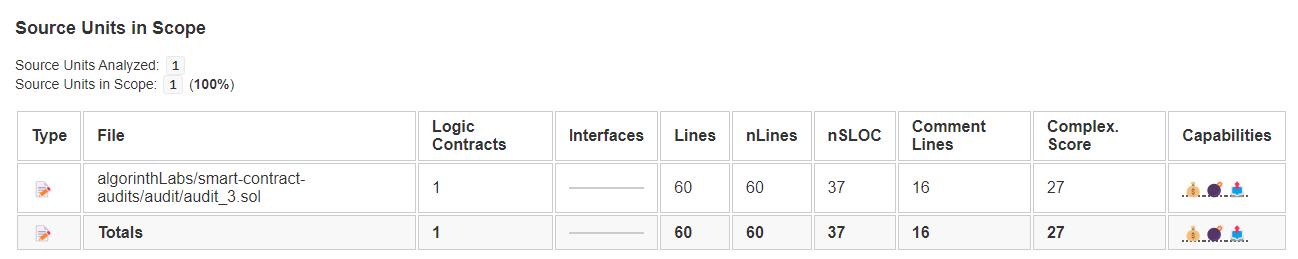 Source Units in Scope
Source Units Analyzed: 1
Source Units in Scope: 1 (100%)
Type File Logic Contracts Interfaces Lines nLines nSLOC Comment Lines Complex. Score Capabilities
algorinthLabs/smart-contract-audits/audit/audit_3.sol 1 60 60 37 16 27
Totals 1 60 60 37 16 27